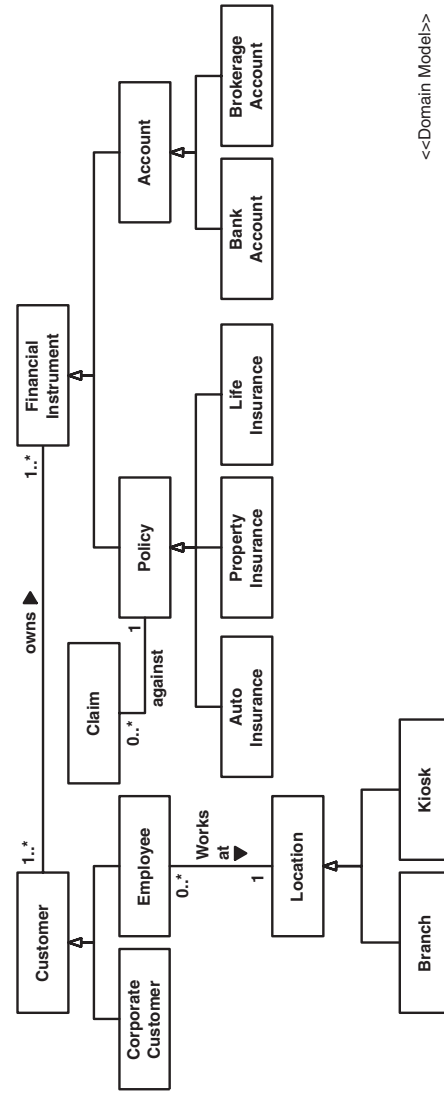 Customer
1..*
owns ▶
1..*
Financial
Instrument
Corporate
Customer
Employee
0..*
Works
at
▶
1
Location
Branch
Kiosk
Claim
0..*
against
1
Policy
Account
Auto
Insurance
Property
Insurance
Life
Insurance
Bank
Account
Brokerage
Account
<<Domain Model>>